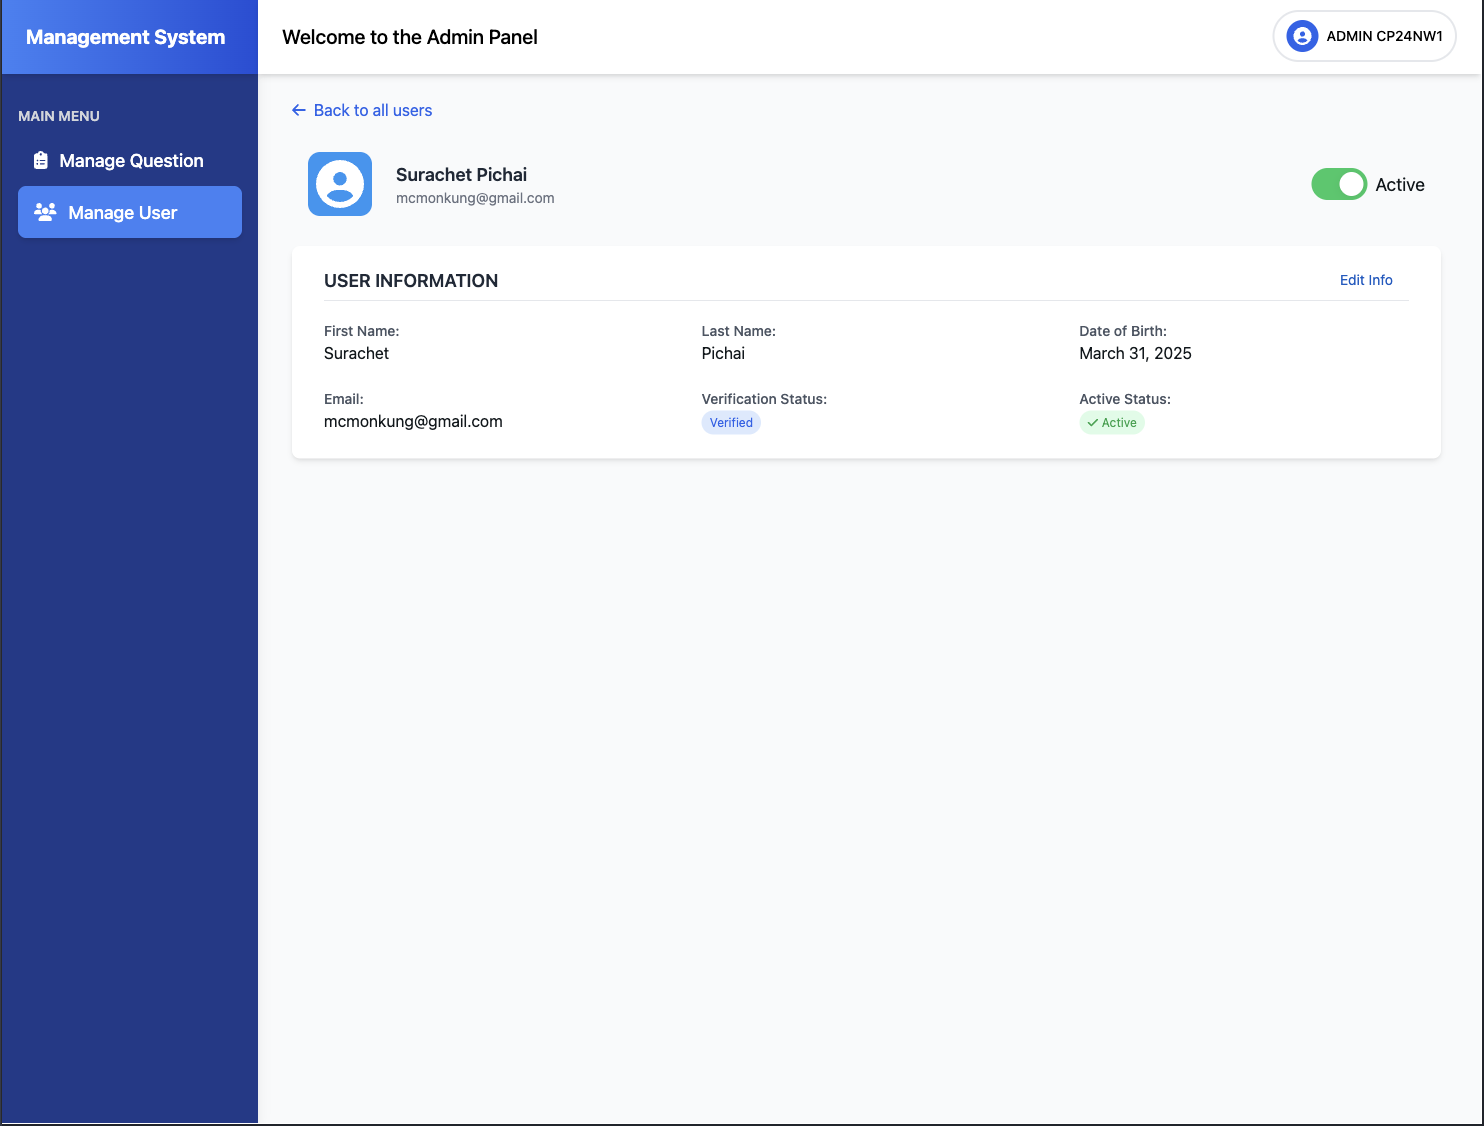 Management System
Welcome to the Admin Panel
ADMIN CP24NW1
MAIN MENU
Manage Question
Manage User
Back to all users
Surachet Pichai
mcmonkung@gmail.com
Active
USER INFORMATION
Edit Info
First Name:
Surachet
Last Name:
Pichai
Date of Birth:
March 31, 2025
Email:
mcmonkung@gmail.com
Verification Status:
Verified
Active Status:
Active